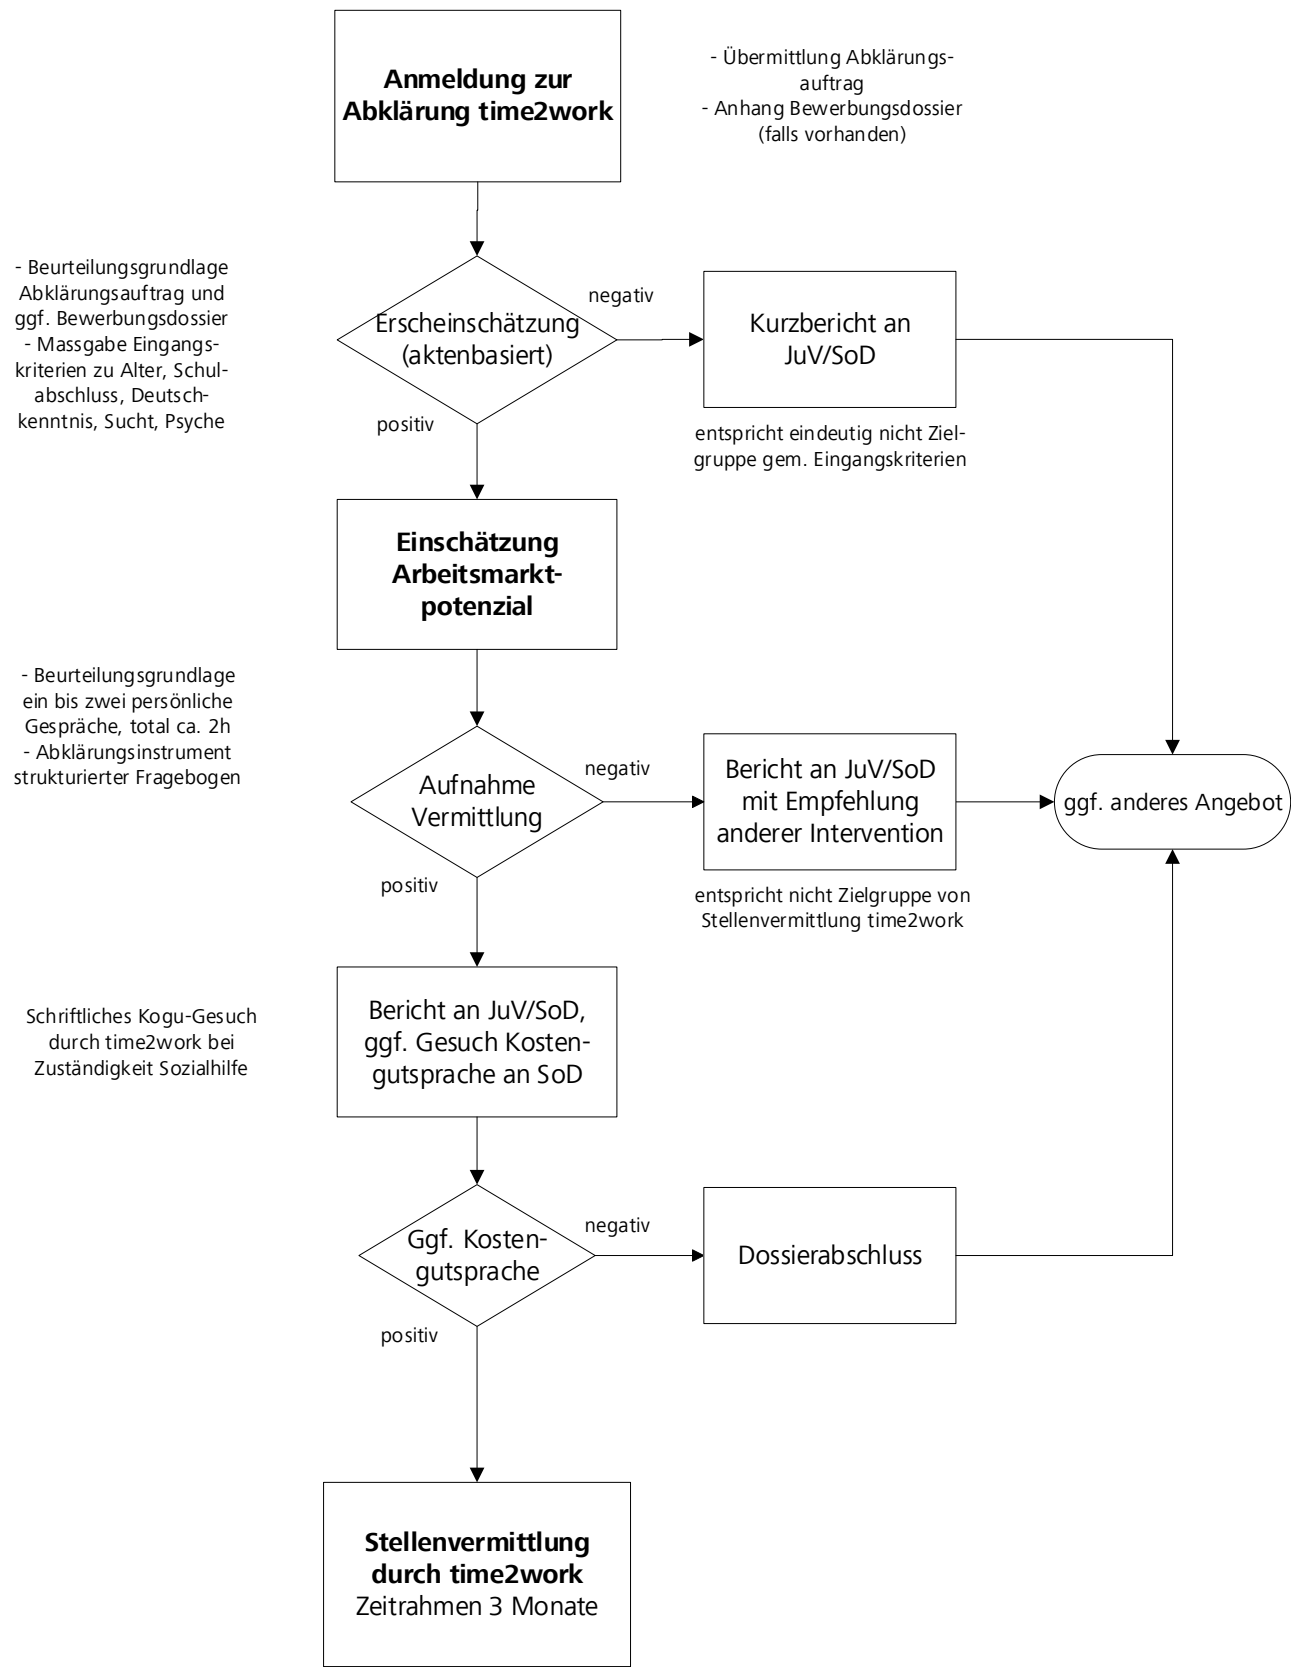 Anmeldung zur
Abklärung time2work
- Übermittlung Abklärungs-
auftrag
- Anhang Bewerbungsdossier
(falls vorhanden)
- Beurteilungsgrundlage
Abklärungsauftrag und
ggf. Bewerbungsdossier
- Massgabe Eingangs-
kriterien zu Alter, Schul-
abschluss, Deutsch-
kenntnis, Sucht, Psyche
Erscheinschätzung
(aktenbasiert)
negativ
Kurzbericht an
JuV/SoD
positiv
entspricht eindeutig nicht Ziel-
gruppe gem. Eingangskriterien
Einschätzung
Arbeitsmarkt-
potenzial
- Beurteilungsgrundlage
ein bis zwei persönliche
Gespräche, total ca. 2h
- Abklärungsinstrument
strukturierter Fragebogen
Aufnahme
Vermittlung
negativ
Bericht an JuV/SoD
mit Empfehlung
anderer Intervention
ggf. anderes Angebot
positiv
entspricht nicht Zielgruppe von
Stellenvermittlung time2work
Schriftliches Kogu-Gesuch
durch time2work bei
Zuständigkeit Sozialhilfe
Bericht an JuV/SoD,
ggf. Gesuch Kosten-
gutsprache an SoD
Ggf. Kosten-
gutsprache
negativ
Dossierabschluss
positiv
Stellenvermittlung
durch time2work
Zeitrahmen 3 Monate